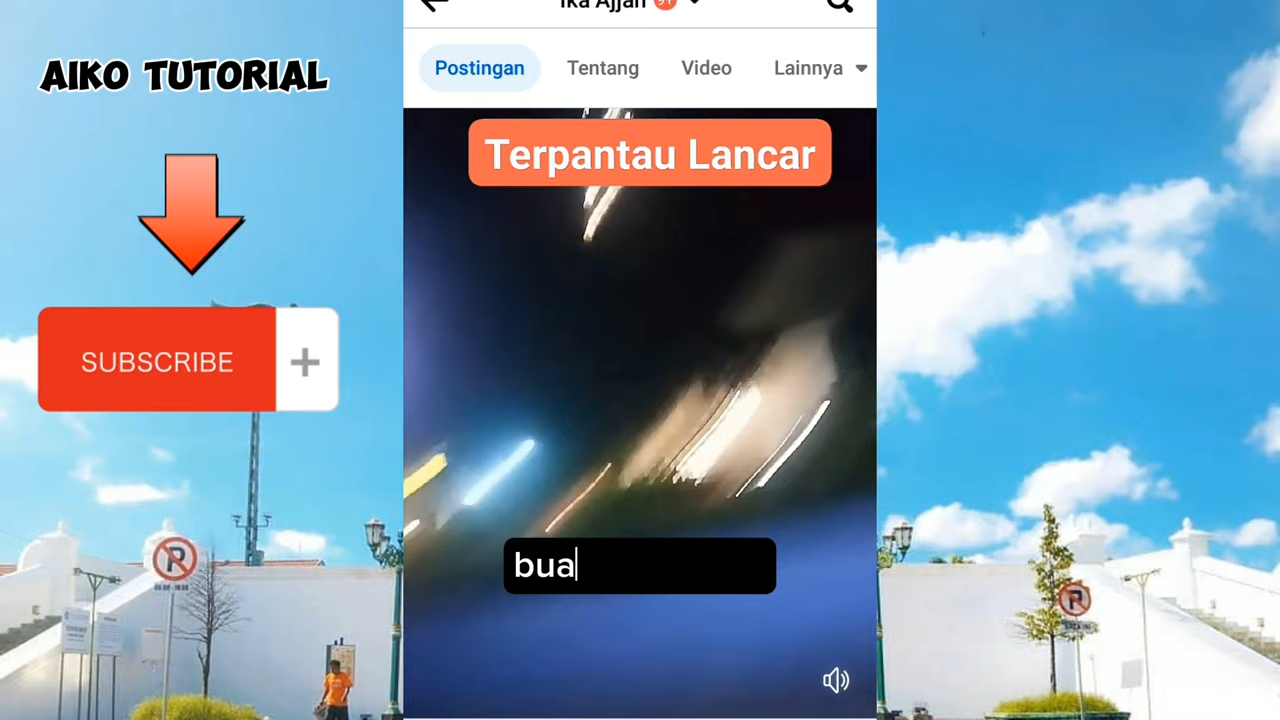 AIKO TUTORIAL
SUBSCRIBE +
Postingan
Tentang
Video
Lainnya
Terpantau Lancar
bua